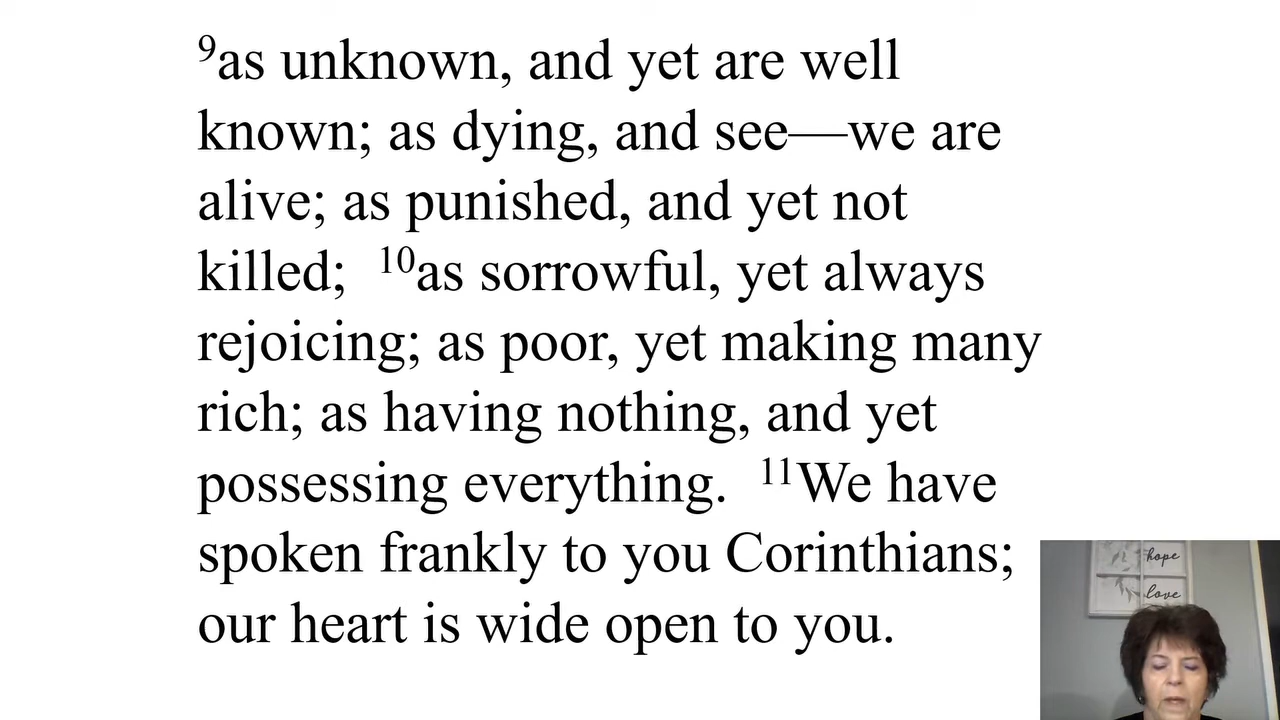 ⁹as unknown, and yet are well
known; as dying, and see—we are
alive; as punished, and yet not
killed; ¹⁰as sorrowful, yet always
rejoicing; as poor, yet making many
rich; as having nothing, and yet
possessing everything. ¹¹We have
spoken frankly to you Corinthians;
our heart is wide open to you.
hope
love